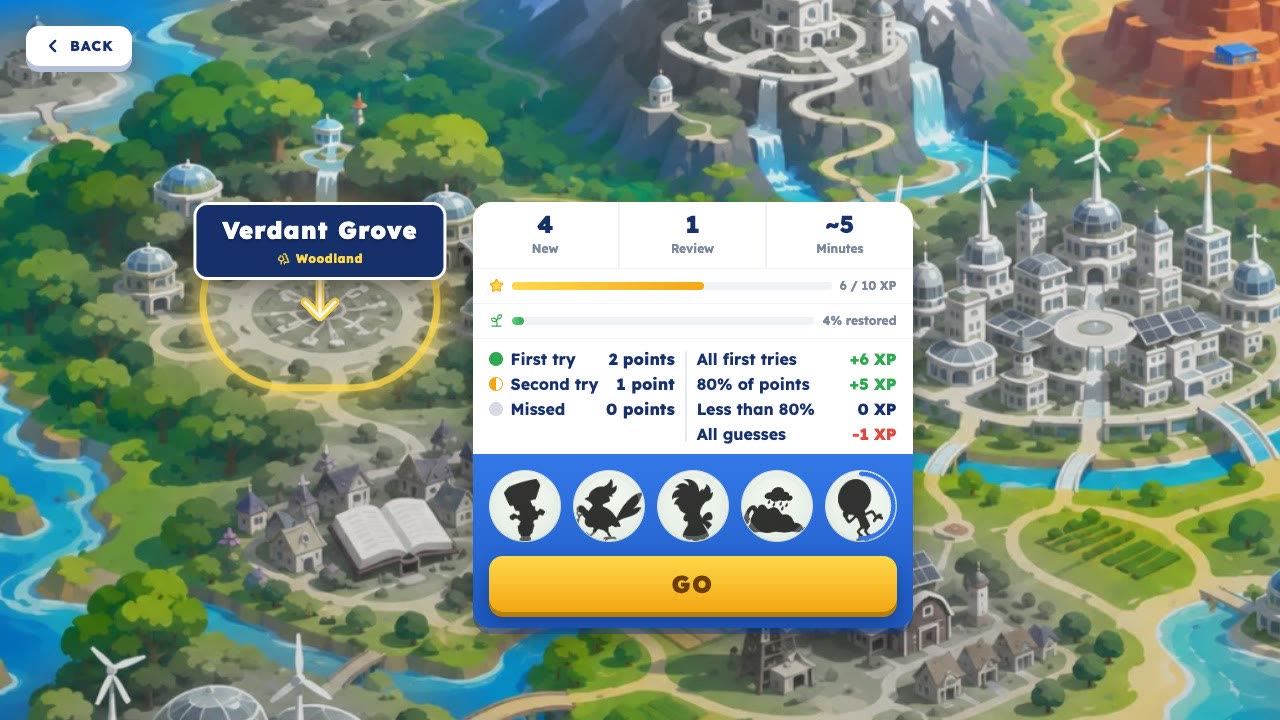 BACK
Verdant Grove
Woodland
4
New
1
Review
~5
Minutes
6 / 10 XP
4% restored
First try 2 points
Second try 1 point
Missed 0 points
All first tries +6 XP
80% of points +5 XP
Less than 80% 0 XP
All guesses -1 XP
GO